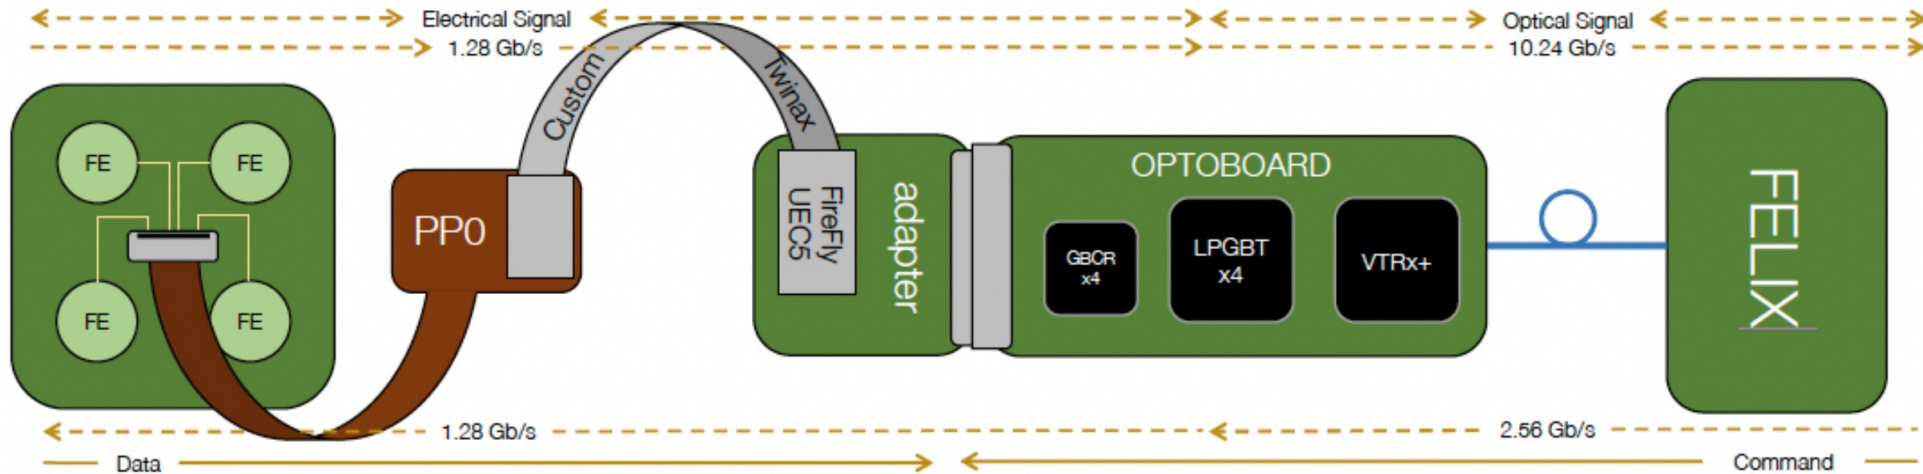 Electrical Signal
Optical Signal
1.28 Gb/s
10.24 Gb/s
FE
FE
FE
FE
PP0
Custom
Twinax
FireFly
UEC5
adapter
OPTOBOARD
GBCR
x4
LPGBT
x4
VTRx+
FELIX
1.28 Gb/s
2.56 Gb/s
Data
Command